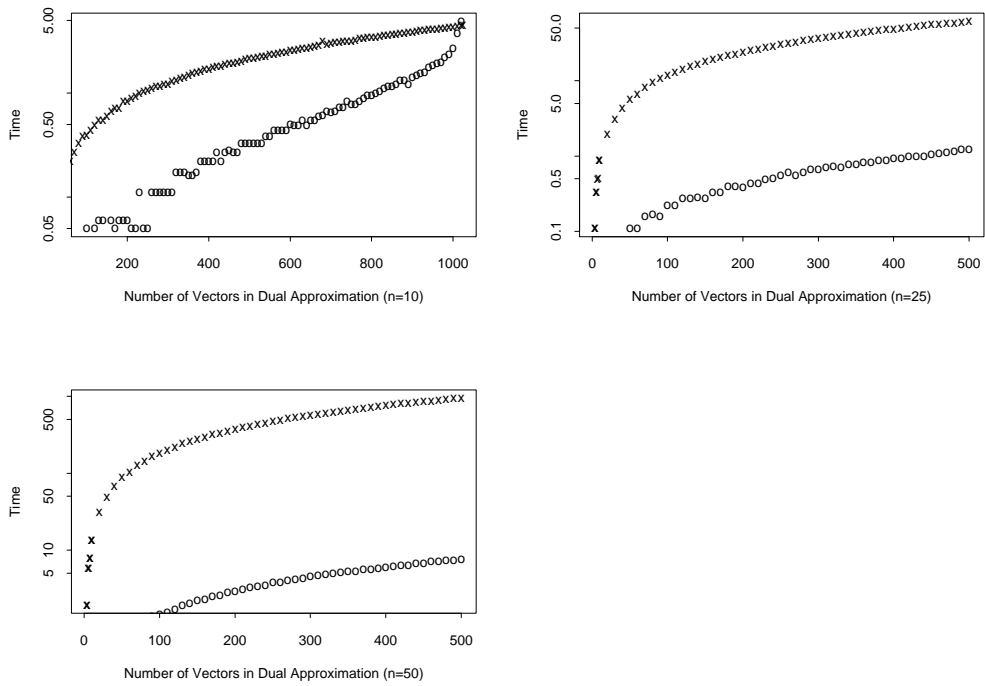 Time
5.00
0.50
0.05
200 400 600 800 1000
Number of Vectors in Dual Approximation (n=10)
Time
50.0
5.0
0.5
0.1
0 100 200 300 400 500
Number of Vectors in Dual Approximation (n=25)
Time
500
50
10
5
0 100 200 300 400 500
Number of Vectors in Dual Approximation (n=50)